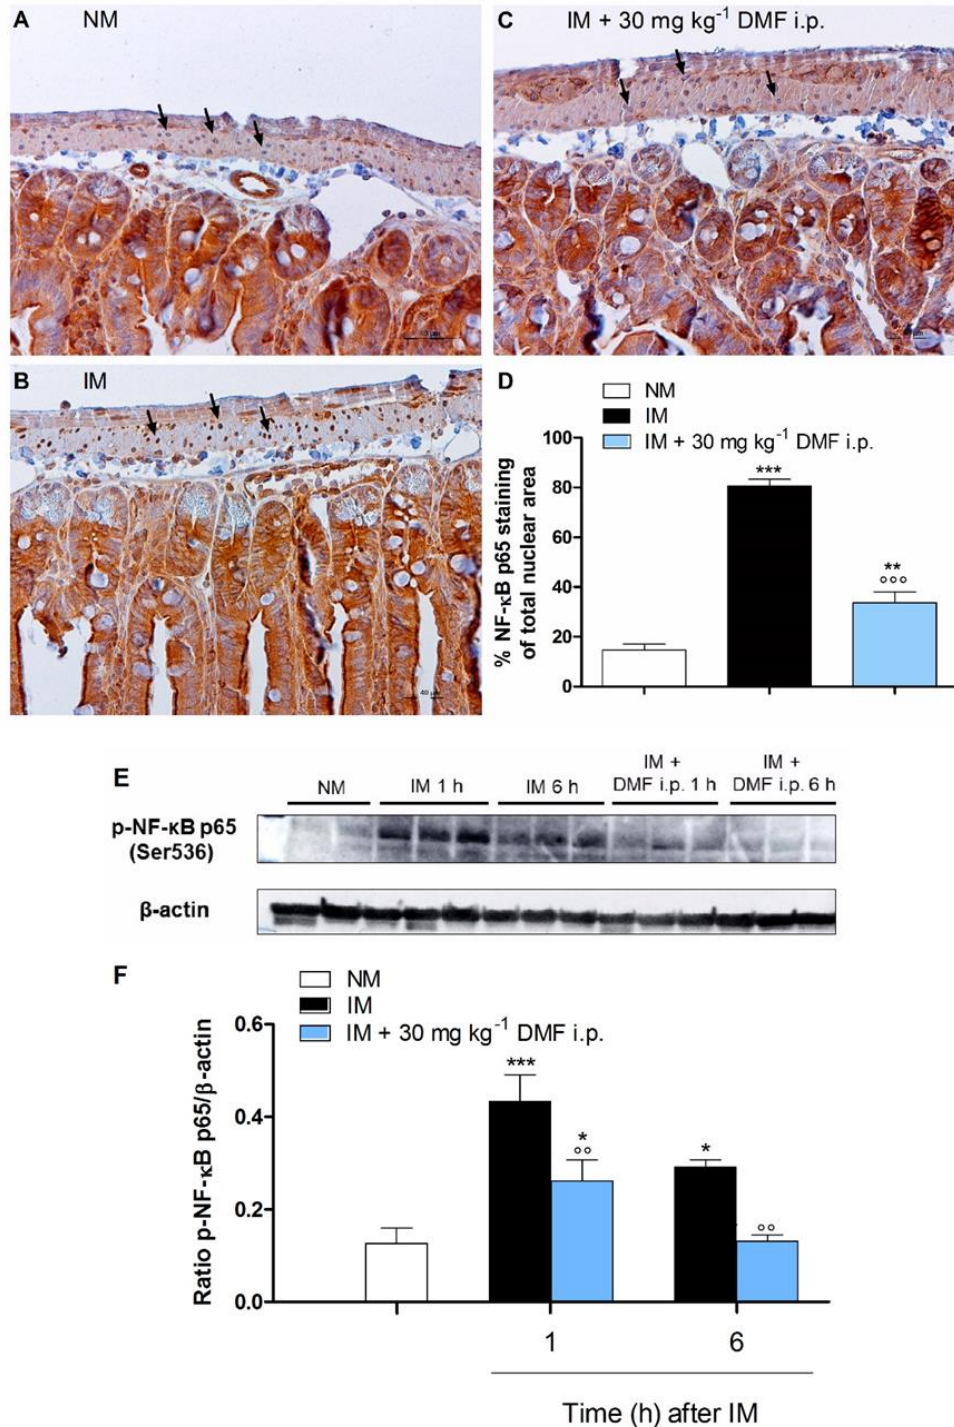 A NM
C IM + 30 mg kg⁻¹ DMF i.p.
B IM
40 µm
D
NM
IM
IM + 30 mg kg⁻¹ DMF i.p.
% NF-κB p65 staining
of total nuclear area
100
80
60
40
20
0
***
**
°°°
E
NM
IM 1 h
IM 6 h
IM +
DMF i.p. 1 h
IM +
DMF i.p. 6 h
p-NF-κB p65
(Ser536)
β-actin
F
NM
IM
IM + 30 mg kg⁻¹ DMF i.p.
Ratio p-NF-κB p65/β-actin
0.6
0.4
0.2
0.0
***
*
°°
*
°°
1 6
Time (h) after IM